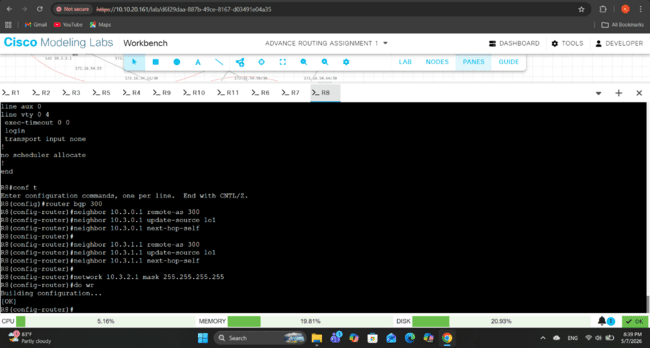 https://10.10.20.161/lab/d6f29daa-887b-49ca-8167-d03491e04a35
Gmail YouTube Maps All Bookmarks
Cisco Modeling Labs Workbench ADVANCE ROUTING ASSIGNMENT 1 DASHBOARD TOOLS DEVELOPER
LAB NODES PANES GUIDE
R1 R2 R3 R5 R4 R9 R10 R11 R6 R7 R8
line aux 0
line vty 0 4
exec-timeout 0 0
login
transport input none
!
no scheduler allocate
!
end
R8#conf t
Enter configuration commands, one per line. End with CNTL/Z.
R8(config)#router bgp 300
R8(config-router)#neighbor 10.3.0.1 remote-as 300
R8(config-router)#neighbor 10.3.0.1 update-source lo1
R8(config-router)#neighbor 10.3.0.1 next-hop-self
R8(config-router)#
R8(config-router)#neighbor 10.3.1.1 remote-as 300
R8(config-router)#neighbor 10.3.1.1 update-source lo1
R8(config-router)#neighbor 10.3.1.1 next-hop-self
R8(config-router)#
R8(config-router)#network 10.3.2.1 mask 255.255.255.255
R8(config-router)#do wr
Building configuration...
[OK]
R8(config-router)#
CPU 5.16% MEMORY 19.81% DISK 20.93% OK
83°F
Partly cloudy
Search
ENG
8:39 PM
5/7/2026